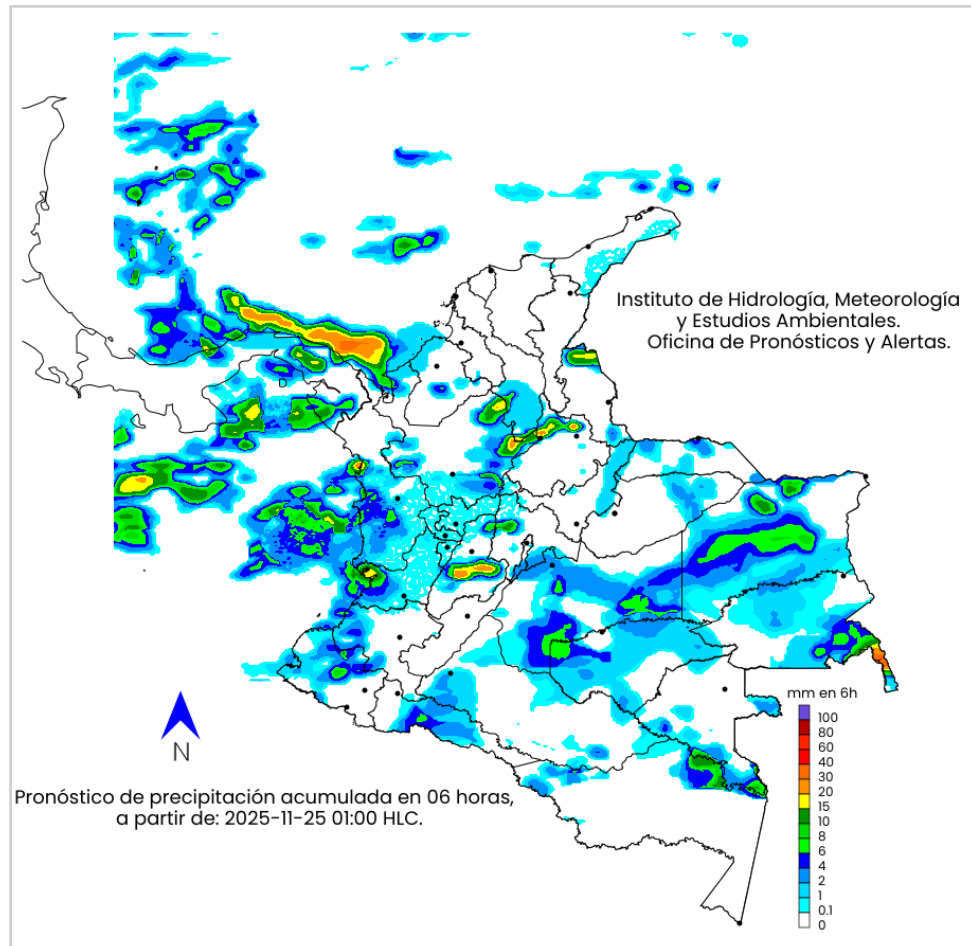 Instituto de Hidrología, Meteorología
y Estudios Ambientales.
Oficina de Pronósticos y Alertas.
mm en 6h
100
80
60
40
30
20
15
10
8
6
4
2
1
0.1
0
N
Pronóstico de precipitación acumulada en 06 horas,
a partir de: 2025-11-25 01:00 HLC.